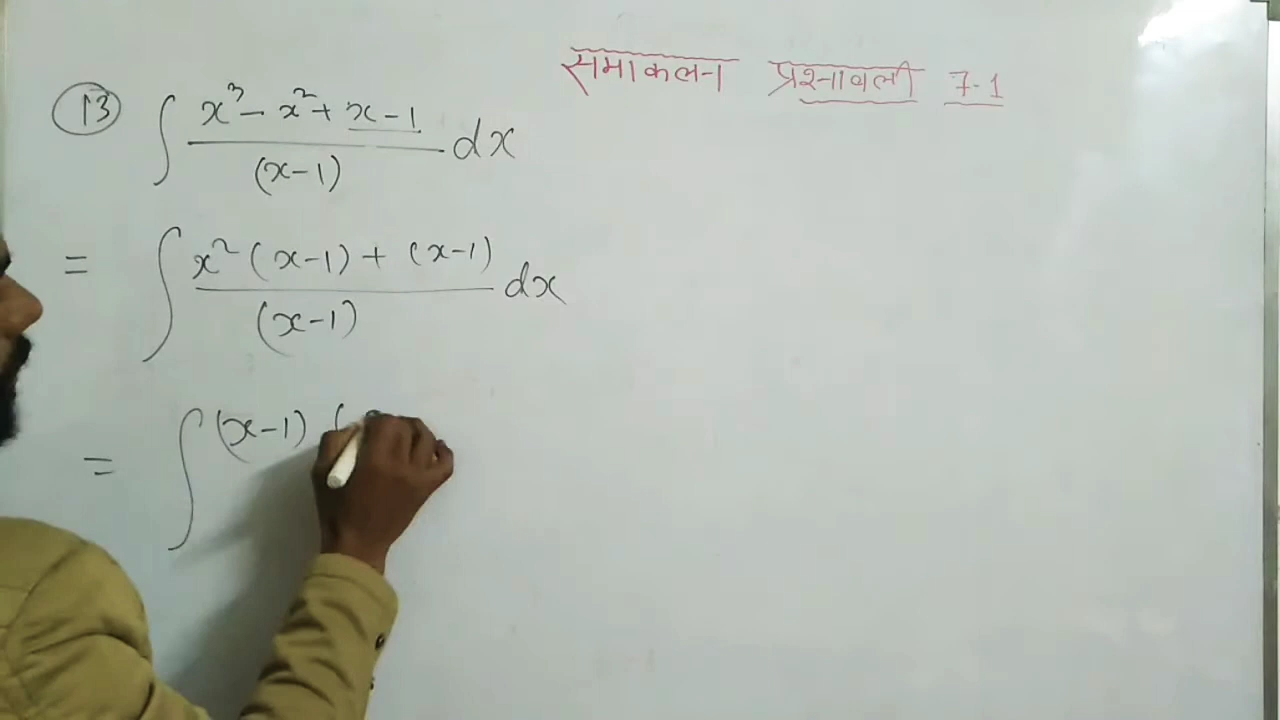 समाकलन प्रश्नावली 7.1
13 ∫ x³ - x² + x - 1 / (x-1) dx
= ∫ x² (x-1) + (x-1) / (x-1) dx
= ∫ (x-1) (